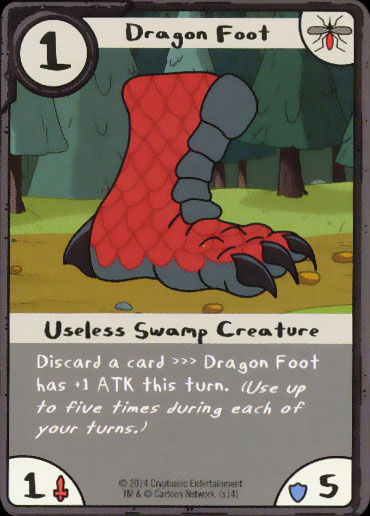 1
Dragon Foot
Useless Swamp Creature
Discard a card >>> Dragon Foot
has +1 ATK this turn. (Use up
to five times during each of
your turns.)
1
© 2014 Cryptozoic Entertainment
TM & © Cartoon Network. (s14)
5